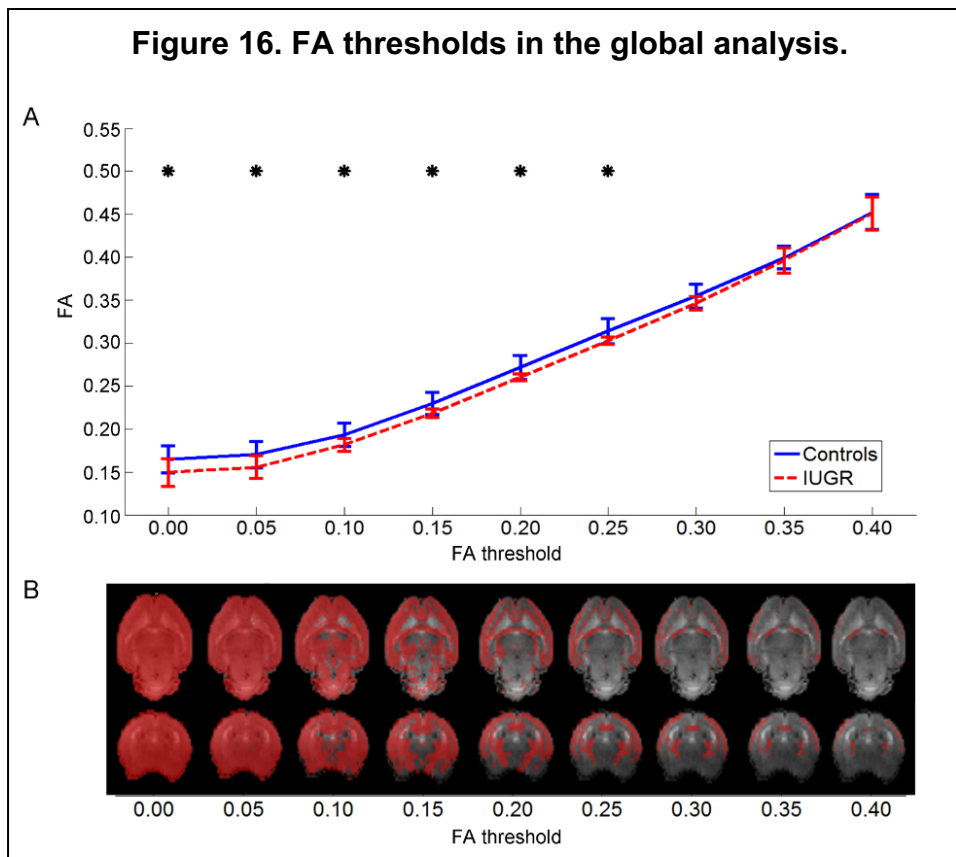 Figure 16. FA thresholds in the global analysis.
A
0.55
0.50
0.45
0.40
0.35
0.30
0.25
0.20
0.15
0.10
FA
* * * * * *
Controls
IUGR
0.00 0.05 0.10 0.15 0.20 0.25 0.30 0.35 0.40
FA threshold
B
0.00 0.05 0.10 0.15 0.20 0.25 0.30 0.35 0.40
FA threshold